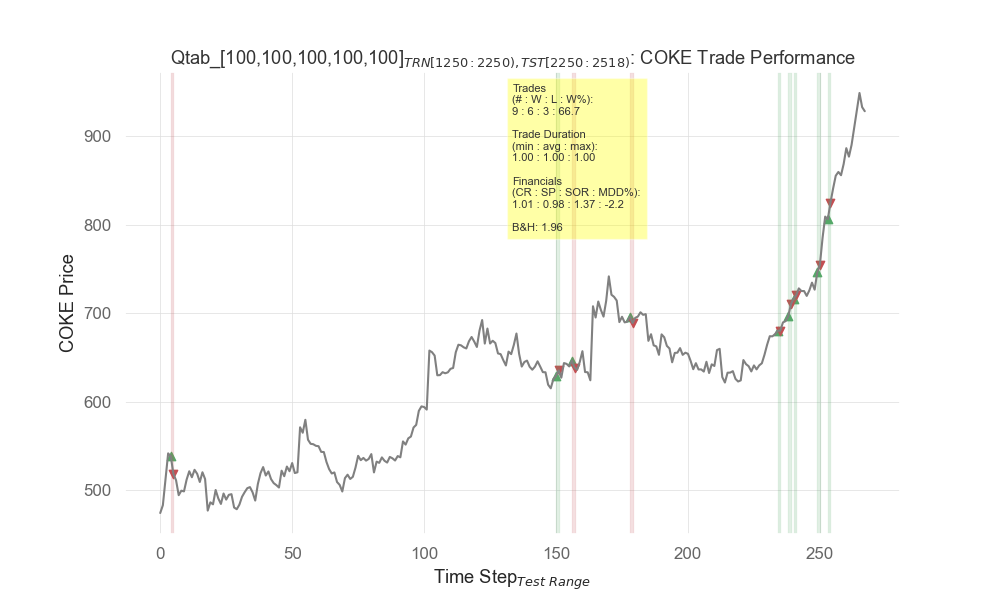 Qtab_[100,100,100,100,100]TRN[1250:2250),TST[2250:2518): COKE Trade Performance
Trades
(# : W : L : W%):
9 : 6 : 3 : 66.7
Trade Duration
(min : avg : max):
1.00 : 1.00 : 1.00
Financials
(CR : SP : SOR : MDD%):
1.01 : 0.98 : 1.37 : -2.2
B&H: 1.96
COKE Price
900
800
700
600
500
0 50 100 150 200 250
Time StepTest Range